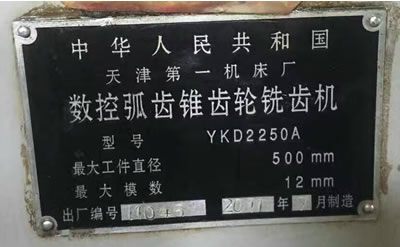 中华人民共和国
天津第一机床厂
数控弧齿锥齿轮铣齿机
型号 YKD2250A
最大工件直径 500 mm
最大模数 12 mm
出厂编号 年 月制造